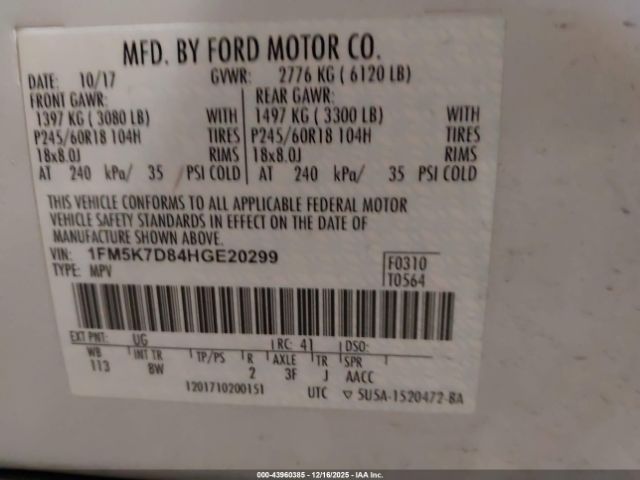 MFD. BY FORD MOTOR CO.
DATE: 10/17 GVWR: 2776 KG ( 6120 LB)
FRONT GAWR: REAR GAWR:
1397 KG ( 3080 LB) WITH 1497 KG ( 3300 LB) WITH
P245/60R18 104H TIRES P245/60R18 104H TIRES
18x8.0J RIMS 18x8.0J RIMS
AT 240 kPa/ 35 PSI COLD AT 240 kPa/ 35 PSI COLD
THIS VEHICLE CONFORMS TO ALL APPLICABLE FEDERAL MOTOR
VEHICLE SAFETY STANDARDS IN EFFECT ON THE DATE OF
MANUFACTURE SHOWN ABOVE.
VIN: 1FM5K7D84HGE20299 F0310
TYPE: MPV T0564
EXT PNT: UG RC: 41 DSO:
WB INT TR TP/PS R AXLE TR SPR
113 BW 2 3F J AACC
1201710200151 UTC ▽ 5U5A-1520472-BA
000-43960385 - 12/16/2025 - IAA Inc.